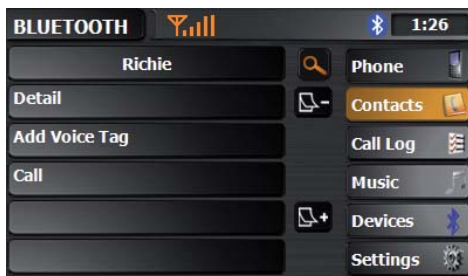 BLUETOOTH 1:26
Richie
Phone
Detail
Contacts
Add Voice Tag
Call Log
Call
Music
Devices
Settings